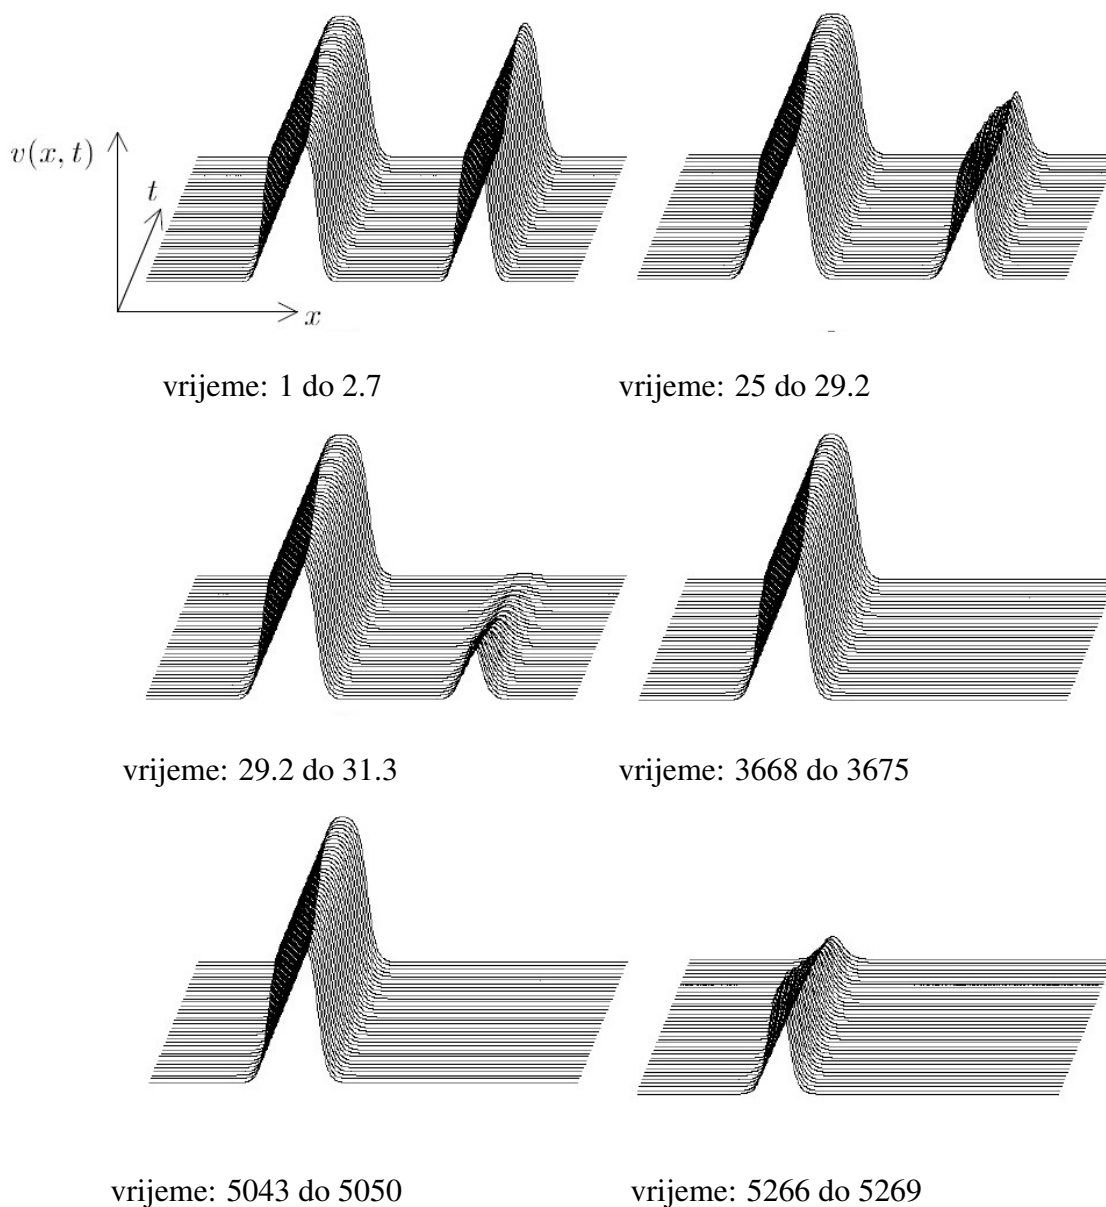 v(x, t)
t
x
vrijeme: 1 do 2.7
vrijeme: 25 do 29.2
vrijeme: 29.2 do 31.3
vrijeme: 3668 do 3675
vrijeme: 5043 do 5050
vrijeme: 5266 do 5269